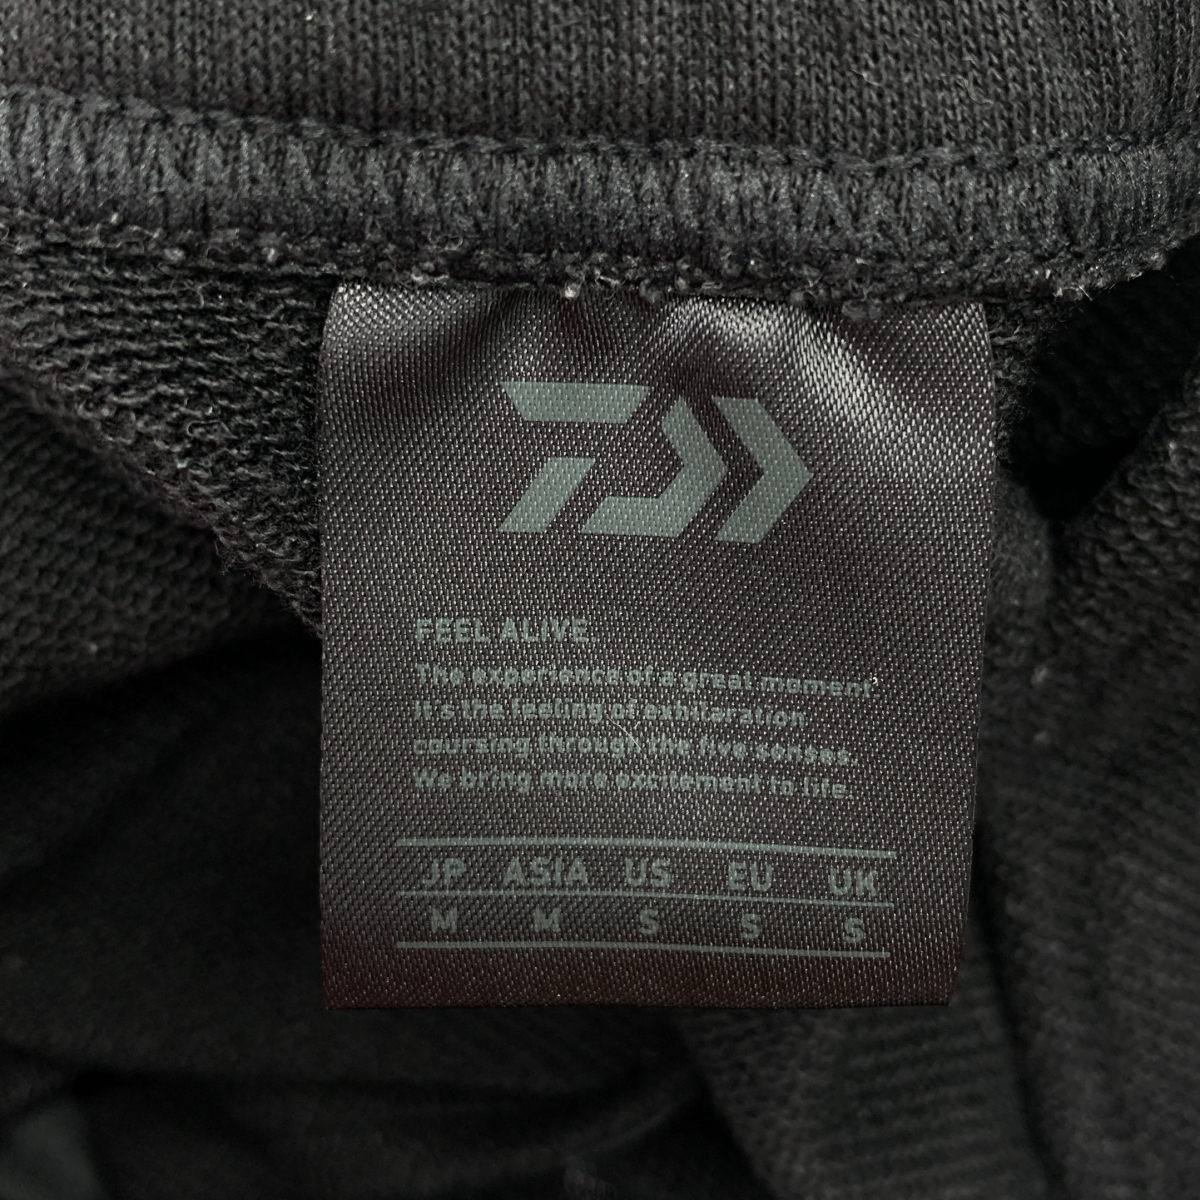 FEEL ALIVE
The experience of a great moment
It's the feeling of exhilaration
coursing through the five senses.
We bring more excitement to life.
JP ASIA US EU UK
M M S S S